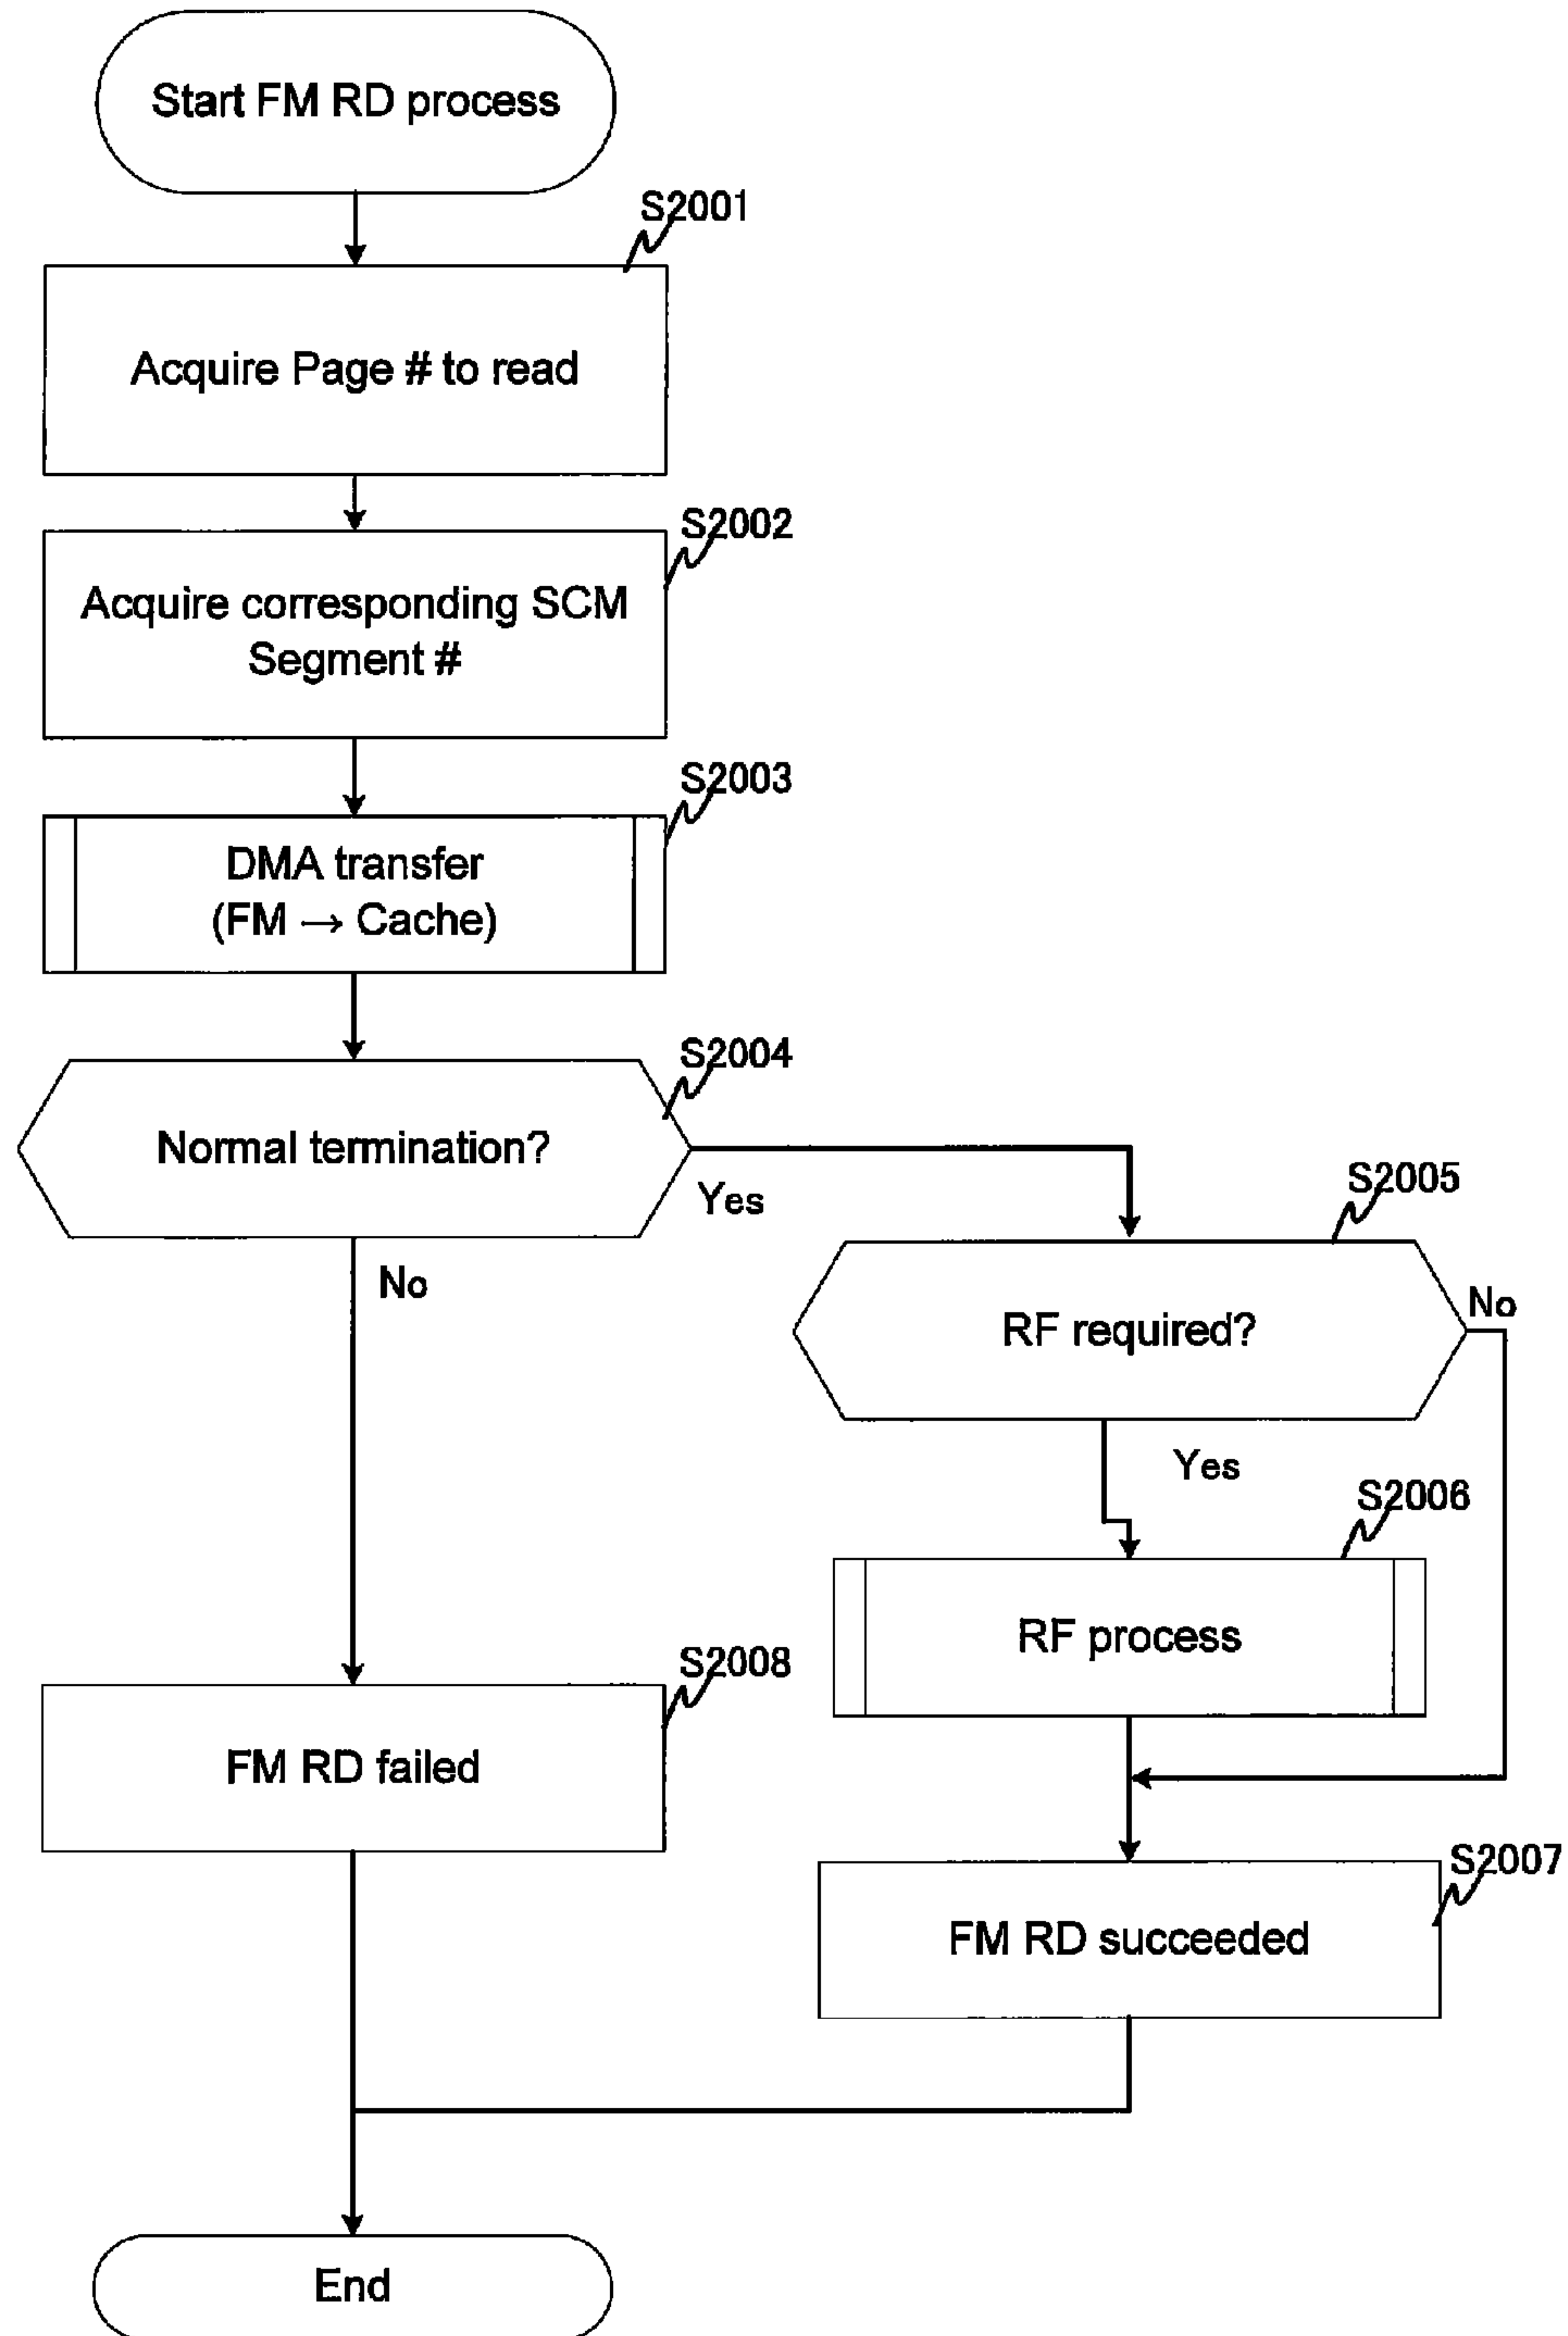 Start FM RD process
S2001
Acquire Page # to read
S2002
Acquire corresponding SCM
Segment #
S2003
DMA transfer
(FM → Cache)
S2004
Normal termination?
Yes
No
S2005
RF required?
No
Yes
S2006
RF process
S2008
FM RD failed
S2007
FM RD succeeded
End